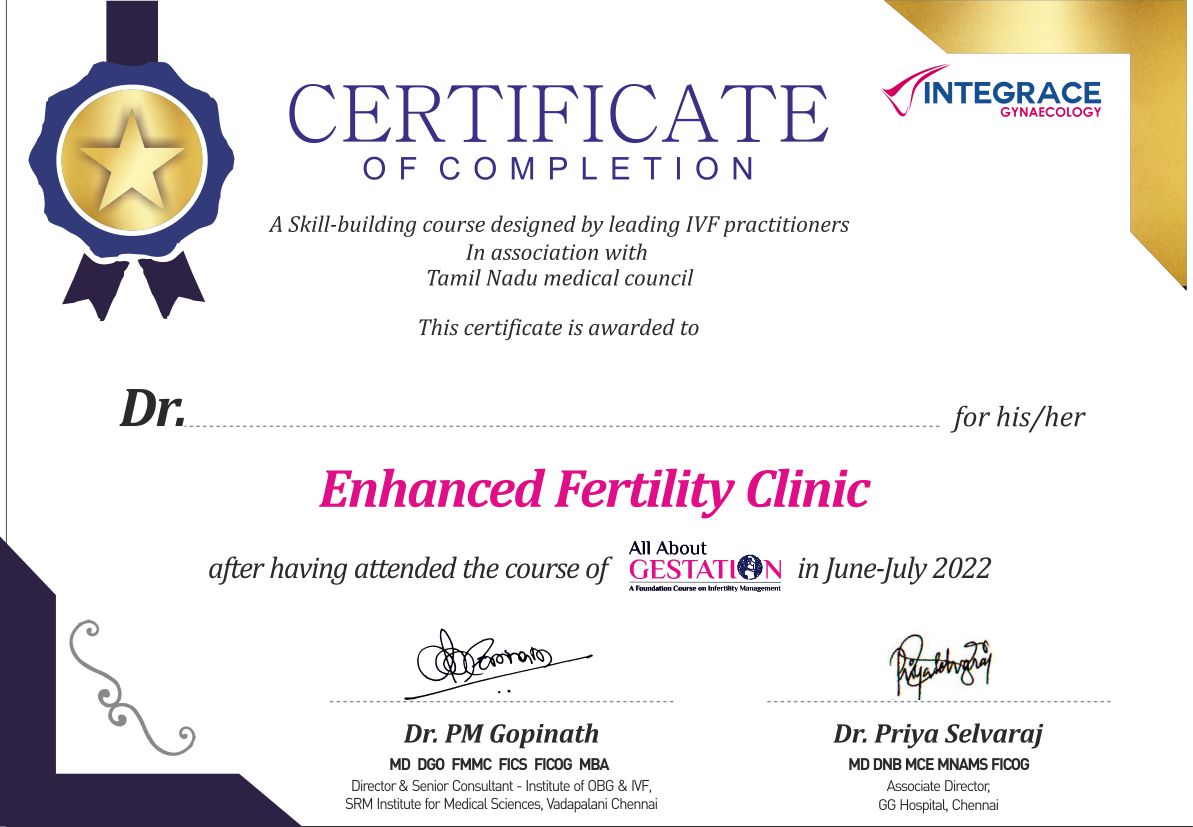 CERTIFICATE
OF COMPLETION
INTEGRACE
GYNAECOLOGY
A Skill-building course designed by leading IVF practitioners
In association with
Tamil Nadu medical council
This certificate is awarded to
Dr. for his/her
Enhanced Fertility Clinic
after having attended the course of All About GESTATION A Foundation Course on Infertility Management in June-July 2022
Dr. PM Gopinath
MD DGO FMMC FICS FICOG MBA
Director & Senior Consultant - Institute of OBG & IVF,
SRM Institute for Medical Sciences, Vadapalani Chennai
Dr. Priya Selvaraj
MD DNB MCE MNAMS FICOG
Associate Director,
GG Hospital, Chennai